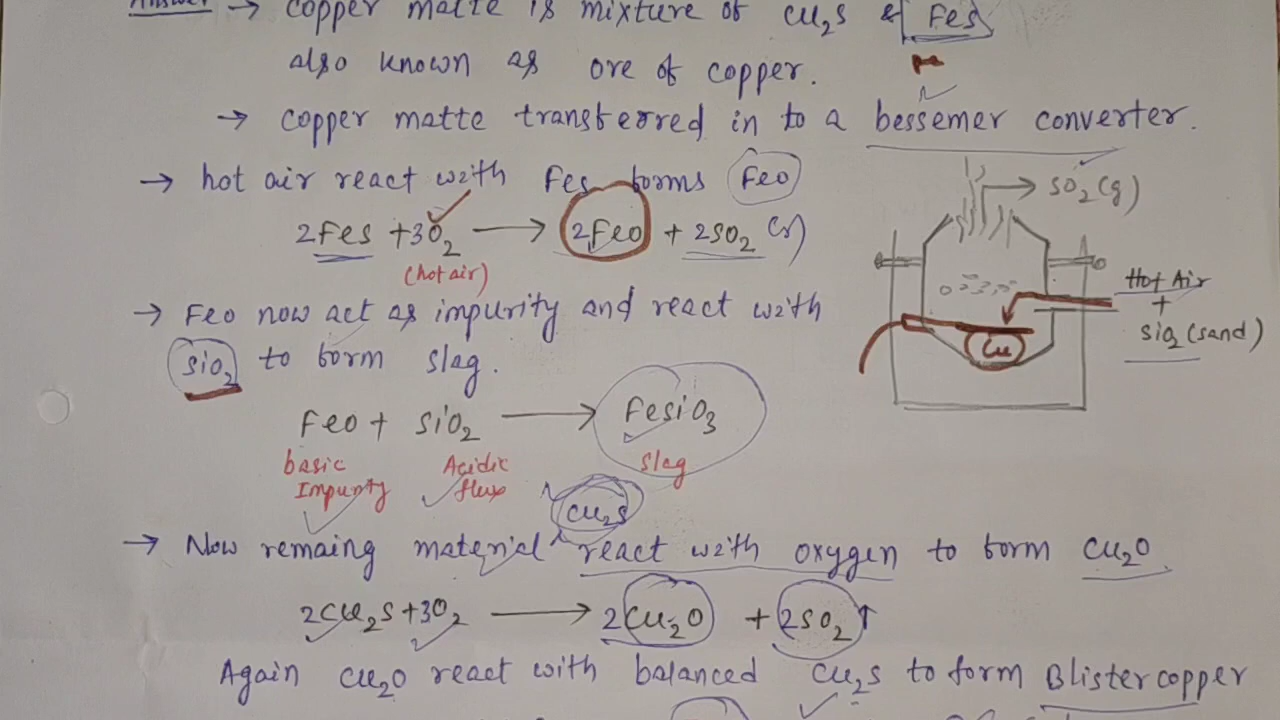 Answer → copper matte is mixture of Cu₂S & FeS
also known as ore of copper.
→ copper matte transferred in to a bessemer converter.
→ hot air react with FeS forms FeO
2FeS + 3O₂ → 2FeO + 2SO₂ (g)
(hot air)
→ FeO now act as impurity and react with
SiO₂ to form slag.
FeO + SiO₂ → FeSiO₃
basic Impurty
Acidic flux
slag
Cu₂S
→ Now remaing material ^ react with oxygen to form Cu₂O
2Cu₂S + 3O₂ → 2Cu₂O + 2SO₂↑
Again Cu₂O react with balanced Cu₂S to form Blister copper
SO₂(g)
Hot Air
+
SiO₂ (sand)
Cu